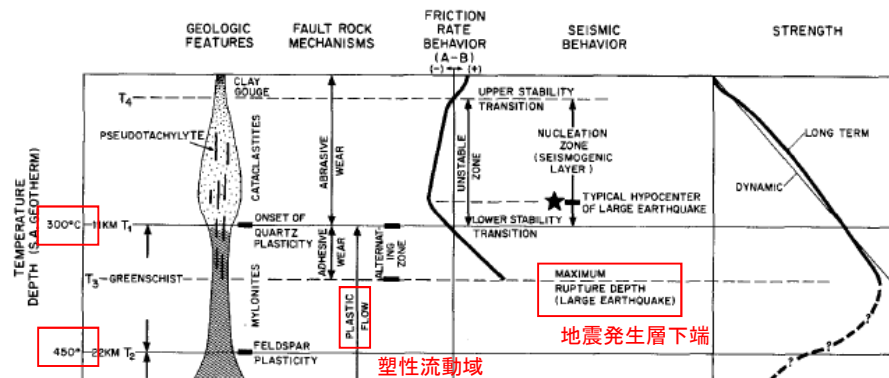 GEOLOGIC
FEATURES
FAULT ROCK
MECHANISMS
FRICTION
RATE
BEHAVIOR
(A-B)
(-) (+)
SEISMIC
BEHAVIOR
STRENGTH
TEMPERATURE
DEPTH (S.A. GEOTHERM)
CLAY
GOUGE
T4
PSEUDOTACHYLYTE
CATACLASTITES
ABRASIVE
WEAR
UNSTABLE
ZONE
UPPER STABILITY
TRANSITION
NUCLEATION
ZONE
(SEISMOGENIC
LAYER)
TYPICAL HYPOCENTER
OF LARGE EARTHQUAKE
LONG TERM
DYNAMIC
300°C 11KM T1
ONSET OF
QUARTZ
PLASTICITY
LOWER STABILITY
TRANSITION
ADHESIVE
WEAR
ALTERNAT-
ING ZONE
T3 GREENSCHIST
MYLONITES
PLASTIC
FLOW
MAXIMUM
RUPTURE DEPTH
(LARGE EARTHQUAKE)
地震発生層下端
450° 22KM T2
FELDSPAR
PLASTICITY
塑性流動域
? ? ? ?